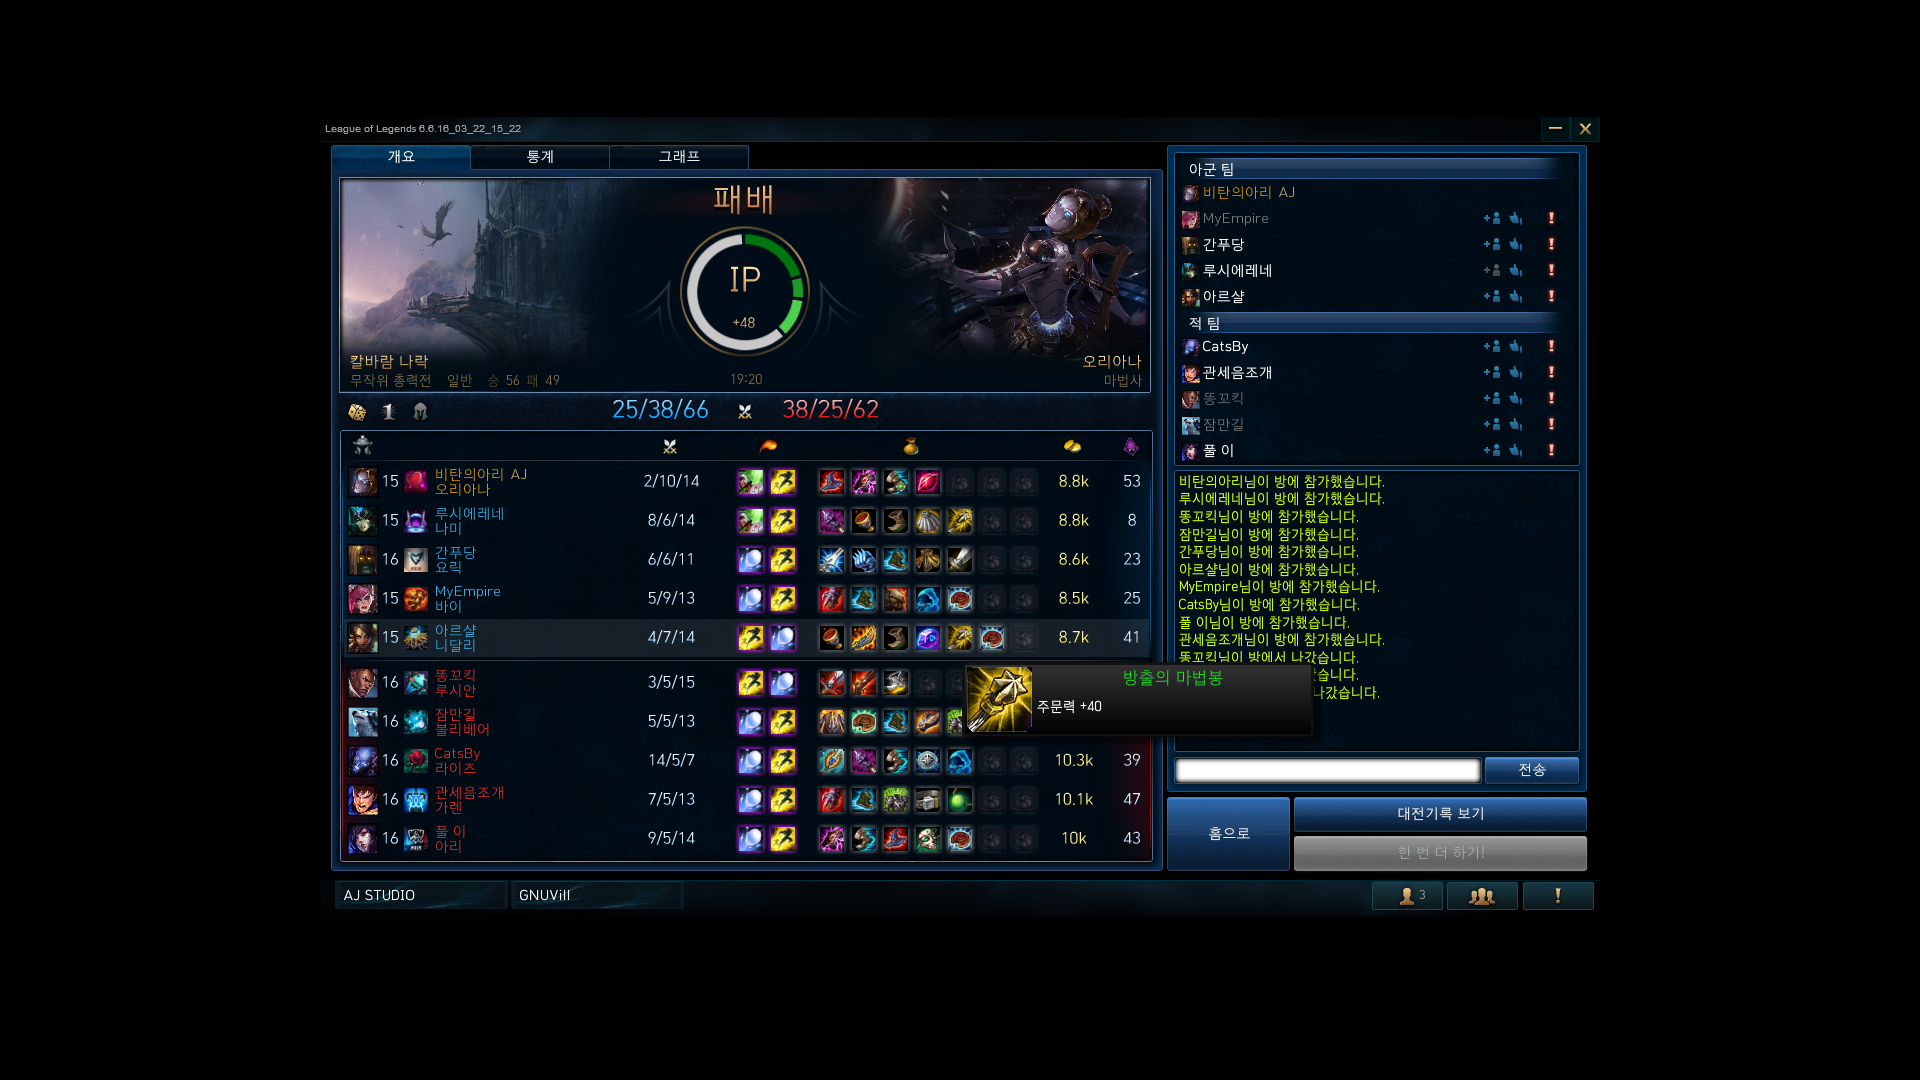 League of Legends 6.6.16_03_22_15_22
개요
통계
그래프
패배
IP
+48
칼바람 나락
무작위 총력전 일반 승 56 패 49
19:20
오리아나
마법사
25/38/66
38/25/62
15 비탄의아리 AJ 2/10/14 8.8k 53
오리아나
15 루시에레네 8/6/14 8.8k 8
나미
16 간푸당 6/6/11 8.6k 23
요릭
15 MyEmpire 5/9/13 8.5k 25
바이
15 아르샬 4/7/14 8.7k 41
니달리
16 똥꼬킥 3/5/15
루시안
16 잠만길 5/5/13
볼리베어
16 CatsBy 14/5/7 10.3k 39
라이즈
16 관세음조개 7/5/13 10.1k 47
가렌
16 풀 이 9/5/14 10k 43
아리
방출의 마법봉
주문력 +40
아군 팀
비탄의아리 AJ
MyEmpire
간푸당
루시에레네
아르샬
적 팀
CatsBy
관세음조개
똥꼬킥
잠만길
풀 이
비탄의아리님이 방에 참가했습니다.
루시에레네님이 방에 참가했습니다.
똥꼬킥님이 방에 참가했습니다.
잠만길님이 방에 참가했습니다.
간푸당님이 방에 참가했습니다.
아르샬님이 방에 참가했습니다.
MyEmpire님이 방에 참가했습니다.
CatsBy님이 방에 참가했습니다.
풀 이님이 방에 참가했습니다.
관세음조개님이 방에 참가했습니다.
똥꼬킥님이 방에서 나갔습니다.
갔습니다.
나갔습니다.
전송
홈으로
대전기록 보기
한 번 더 하기!
AJ STUDIO
GNUVill
3